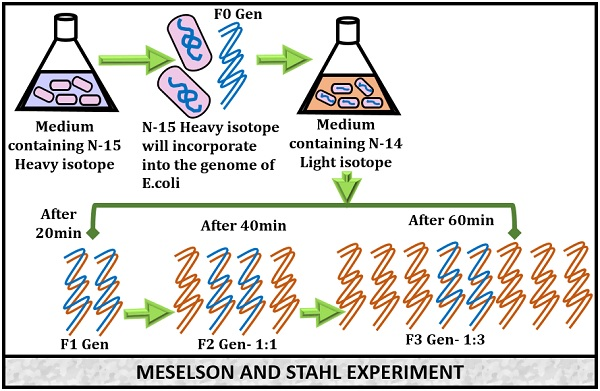 F0 Gen
Medium
containing N-15
Heavy isotope
N-15 Heavy isotope
will incorporate
into the genome of
E.coli
Medium
containing N-14
Light isotope
After
20min
After 40min
After 60min
F1 Gen
F2 Gen- 1:1
F3 Gen- 1:3
MESELSON AND STAHL EXPERIMENT